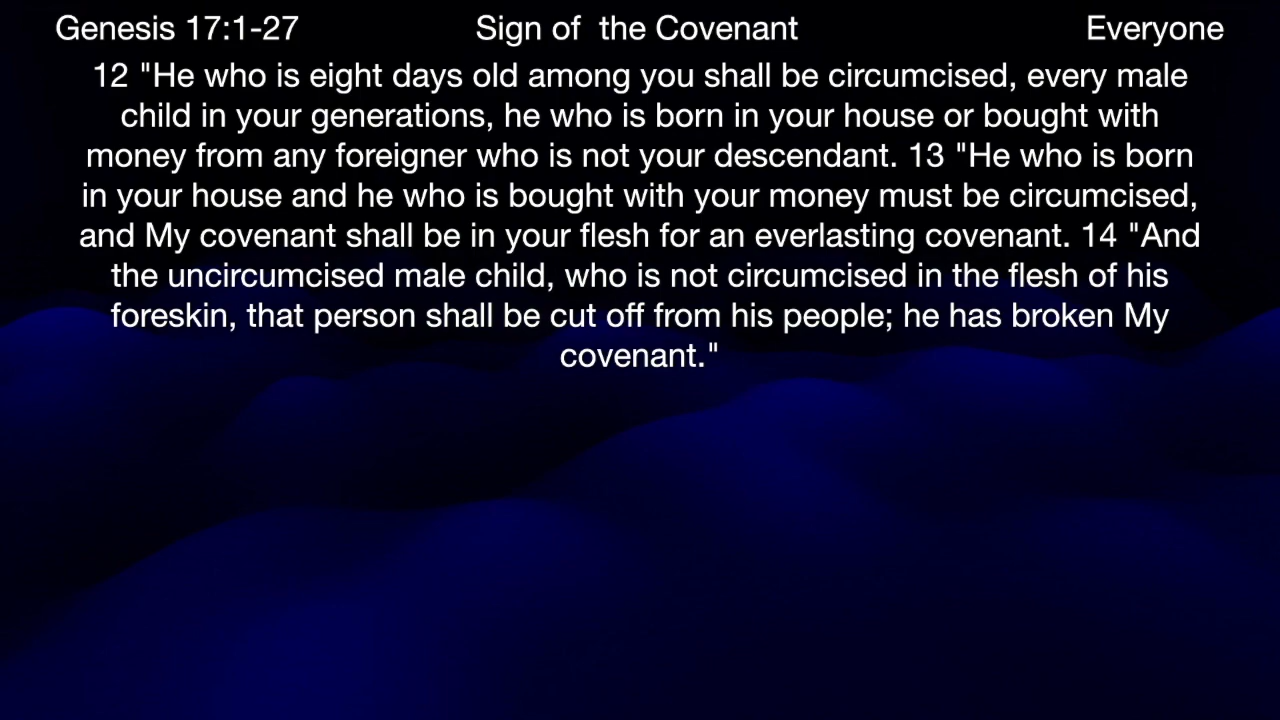 Genesis 17:1-27 Sign of  the Covenant Everyone
12 "He who is eight days old among you shall be circumcised, every male
child in your generations, he who is born in your house or bought with
money from any foreigner who is not your descendant. 13 "He who is born
in your house and he who is bought with your money must be circumcised,
and My covenant shall be in your flesh for an everlasting covenant. 14 "And
the uncircumcised male child, who is not circumcised in the flesh of his
foreskin, that person shall be cut off from his people; he has broken My
covenant."